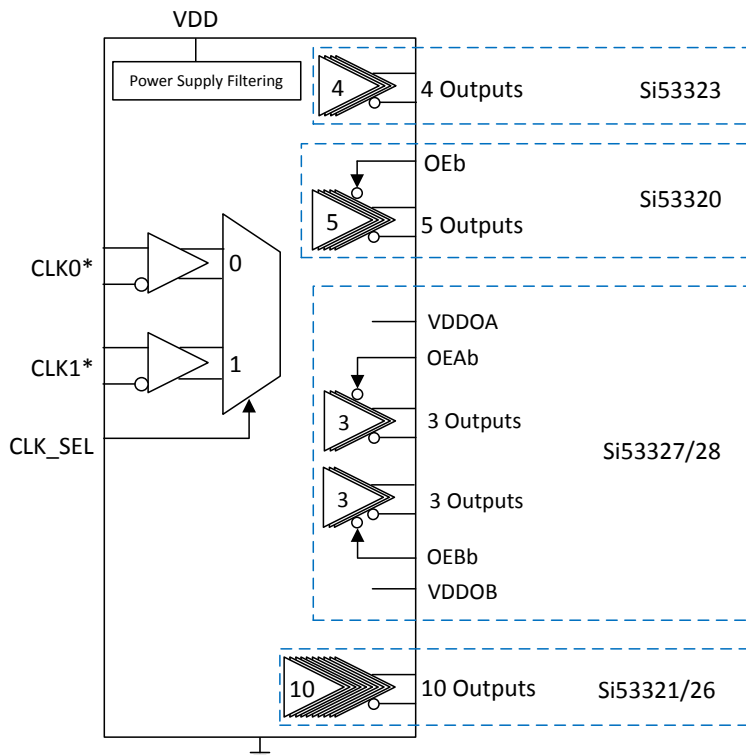 VDD
Power Supply Filtering
4
4 Outputs
Si53323
OEb
5
5 Outputs
Si53320
CLK0*
0
CLK1*
1
CLK_SEL
VDDOA
OEAb
3
3 Outputs
Si53327/28
3
3 Outputs
OEBb
VDDOB
10
10 Outputs
Si53321/26